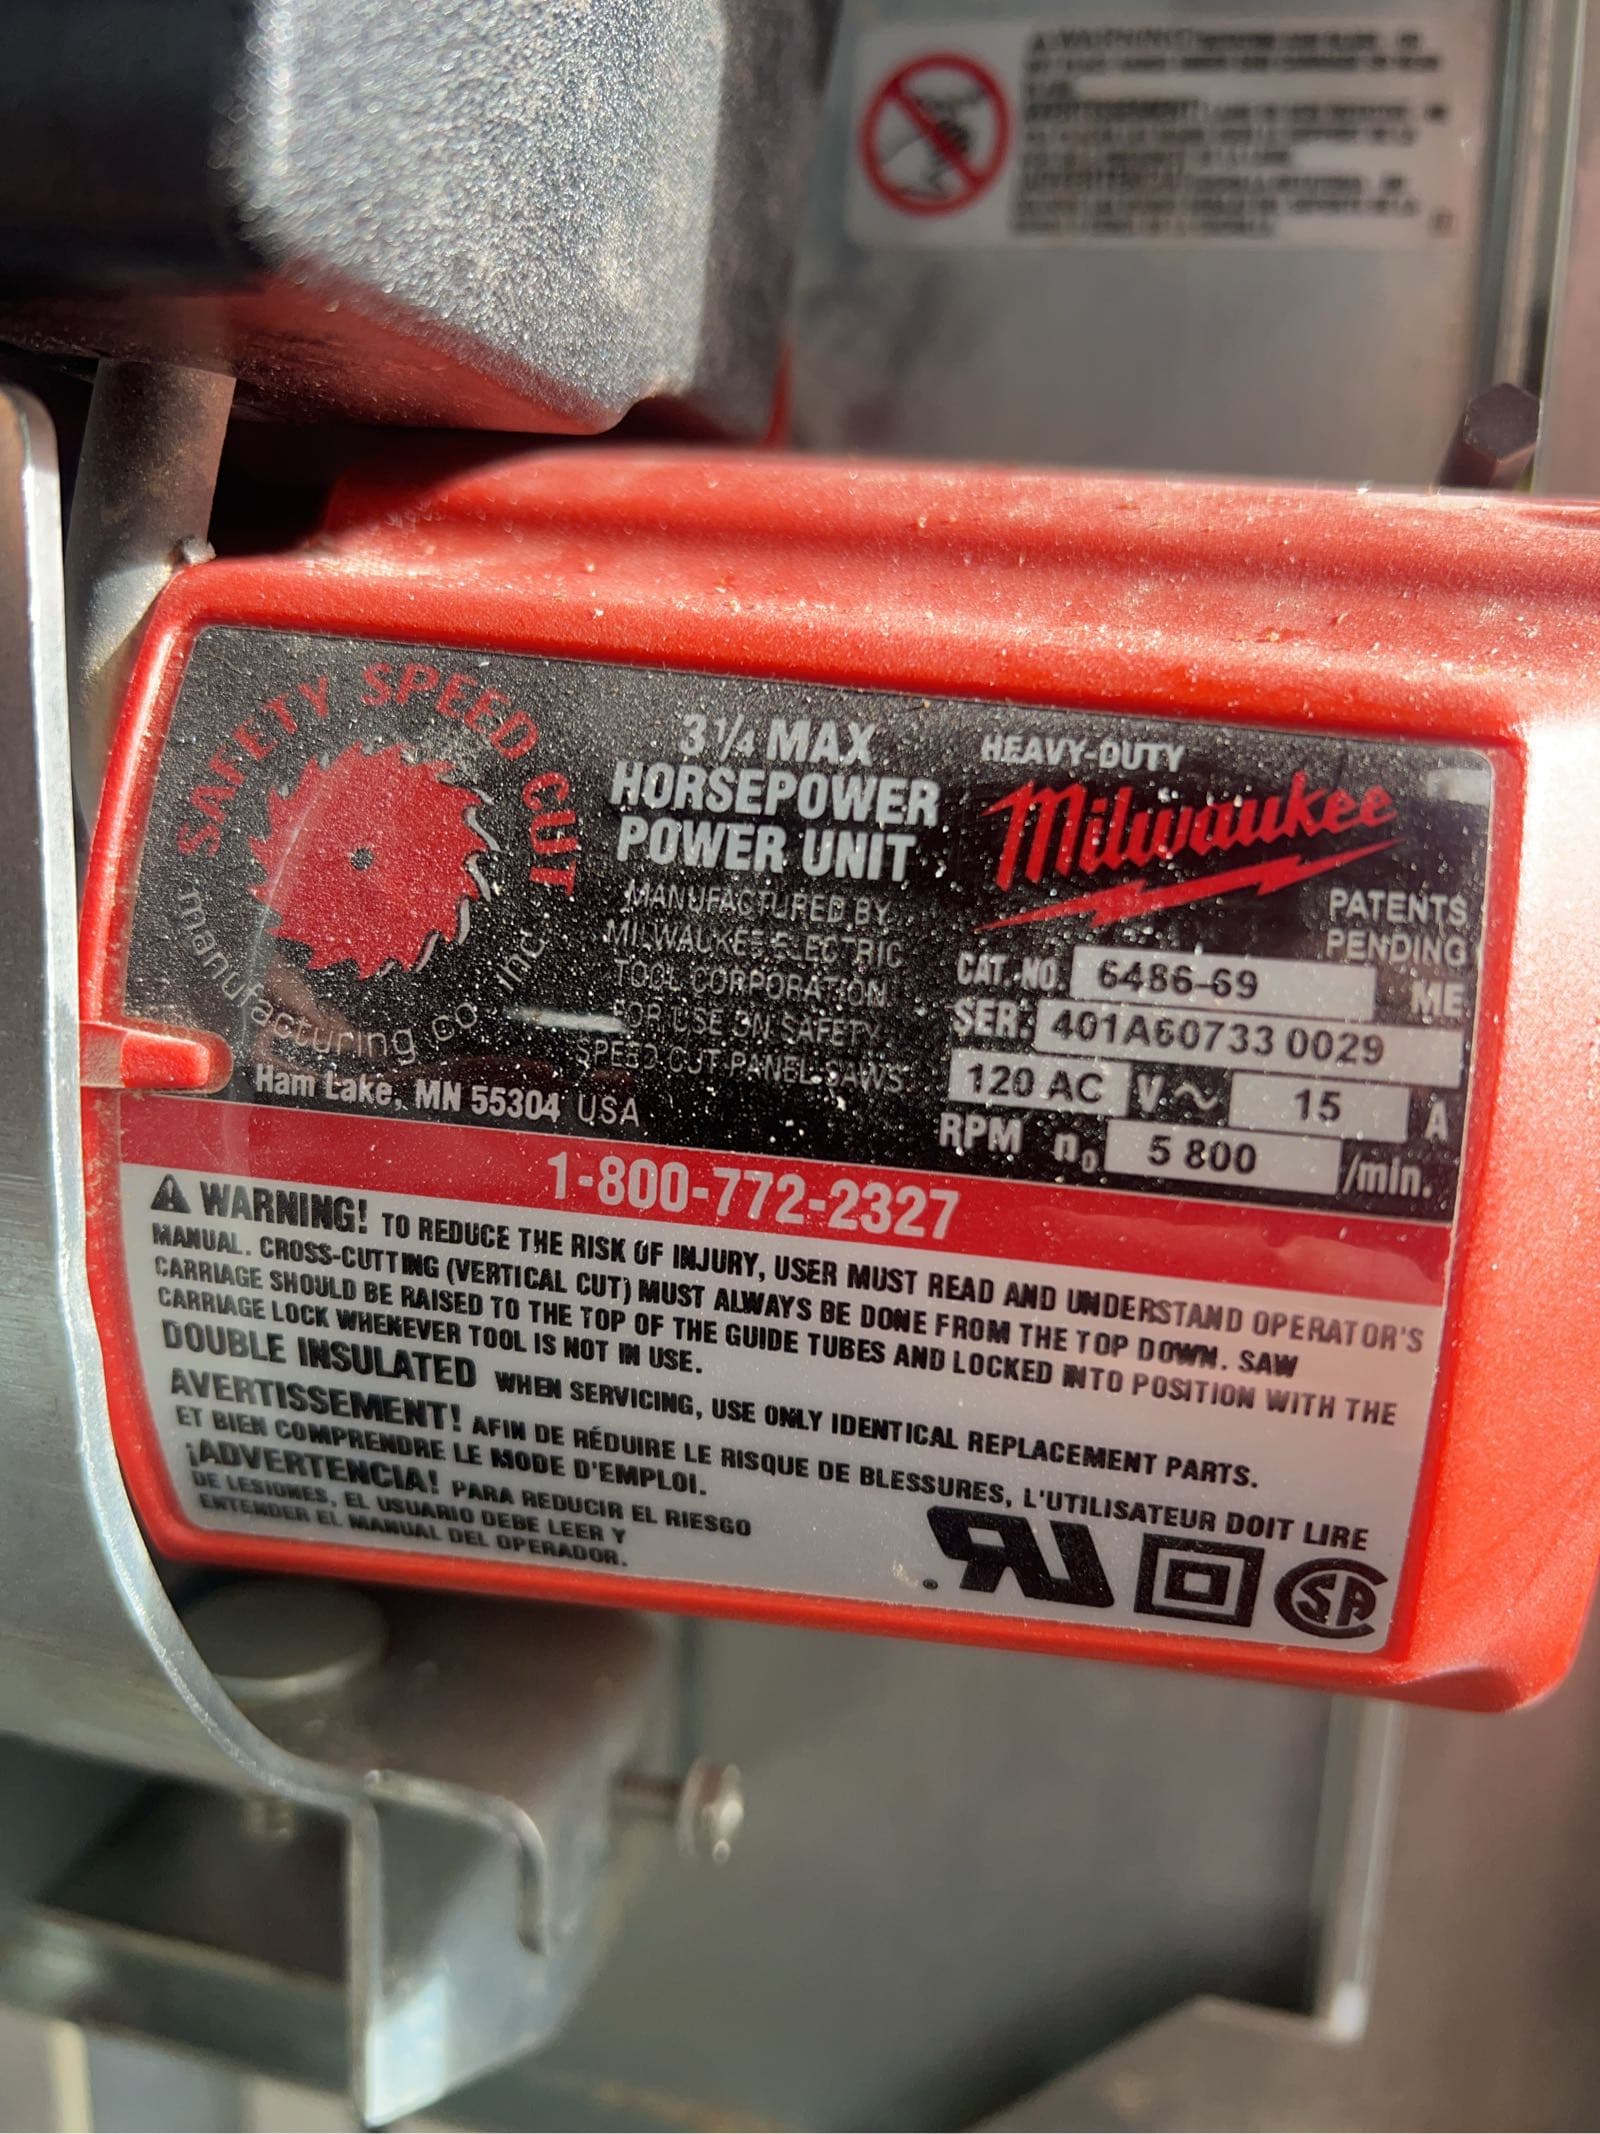 WARNING
AVERTISSEMENT
SAFETY SPEED CUT
manufacturing co. inc.
Ham Lake, MN 55304 USA
3 1/4 MAX
HORSEPOWER
POWER UNIT
MANUFACTURED BY
MILWAUKEE ELECTRIC
TOOL CORPORATION
FOR USE ON SAFETY
SPEED CUT PANEL SAWS
HEAVY-DUTY
Milwaukee
PATENTS
PENDING
CAT. NO. 6486-69 ME
SER. 401A60733 0029
120 AC V ~ 15 A
RPM n0 5 800 /min.
1-800-772-2327
WARNING! TO REDUCE THE RISK OF INJURY, USER MUST READ AND UNDERSTAND OPERATOR'S
MANUAL. CROSS-CUTTING (VERTICAL CUT) MUST ALWAYS BE DONE FROM THE TOP DOWN. SAW
CARRIAGE SHOULD BE RAISED TO THE TOP OF THE GUIDE TUBES AND LOCKED INTO POSITION WITH THE
CARRIAGE LOCK WHENEVER TOOL IS NOT IN USE.
DOUBLE INSULATED WHEN SERVICING, USE ONLY IDENTICAL REPLACEMENT PARTS.
AVERTISSEMENT! AFIN DE RÉDUIRE LE RISQUE DE BLESSURES, L'UTILISATEUR DOIT LIRE
ET BIEN COMPRENDRE LE MODE D'EMPLOI.
¡ADVERTENCIA! PARA REDUCIR EL RIESGO
DE LESIONES, EL USUARIO DEBE LEER Y
ENTENDER EL MANUAL DEL OPERADOR.
SA